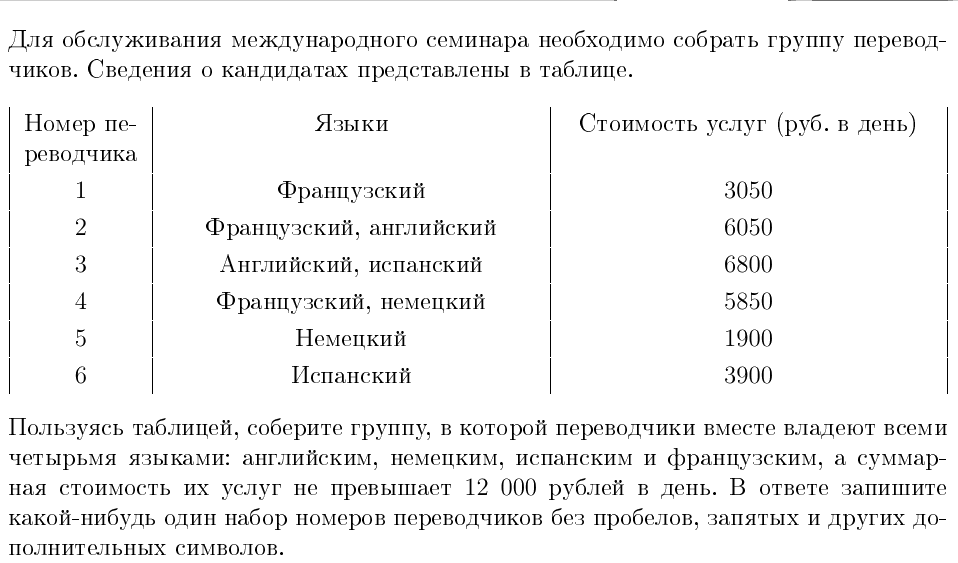 Для обслуживания международного семинара необходимо собрать группу перевод-
чиков. Сведения о кандидатах представлены в таблице.
Номер пе- Языки Стоимость услуг (руб. в день)
реводчика
1 Французский 3050
2 Французский, английский 6050
3 Английский, испанский 6800
4 Французский, немецкий 5850
5 Немецкий 1900
6 Испанский 3900
Пользуясь таблицей, соберите группу, в которой переводчики вместе владеют всеми
четырьмя языками: английским, немецким, испанским и французским, а суммар-
ная стоимость их услуг не превышает 12 000 рублей в день. В ответе запишите
какой-нибудь один набор номеров переводчиков без пробелов, запятых и других до-
полнительных символов.